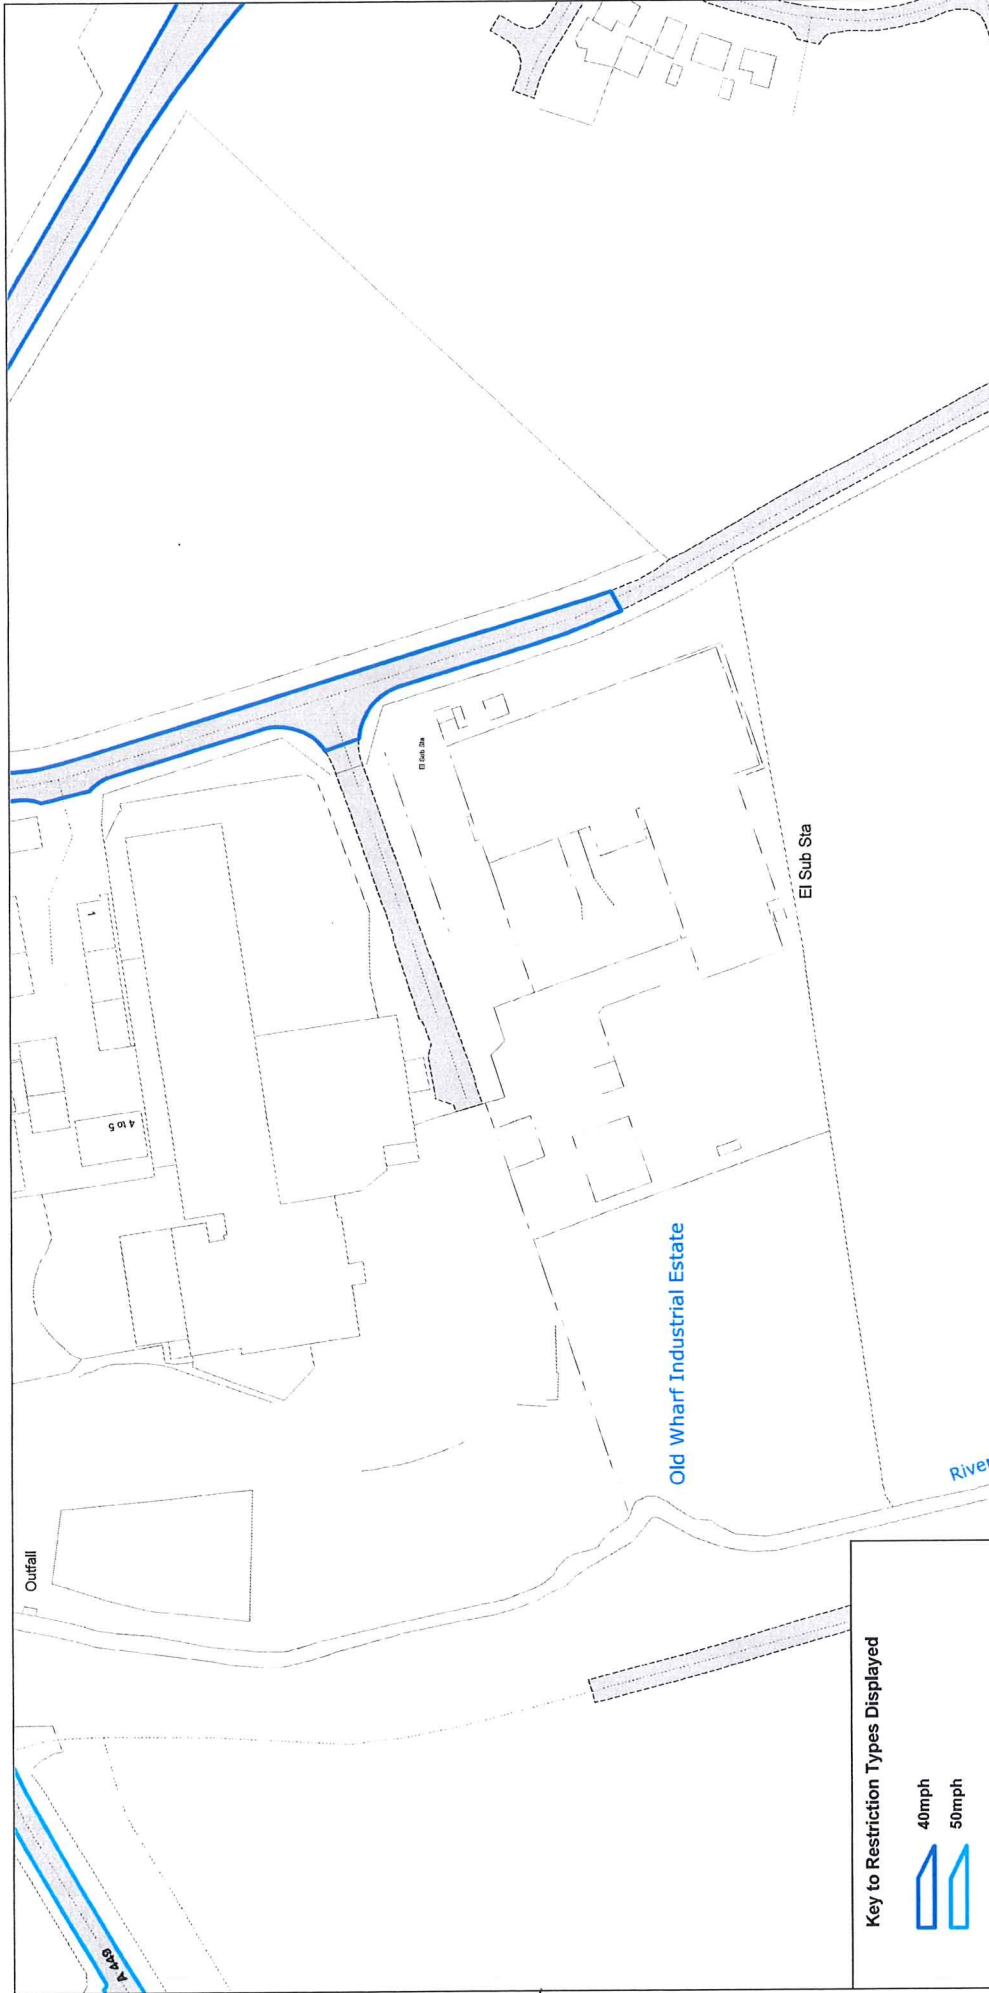 Outfall
A 449
4 to 5
1
El Sub Sta
El Sub Sta
Old Wharf Industrial Estate
River
Key to Restriction Types Displayed
40mph
50mph